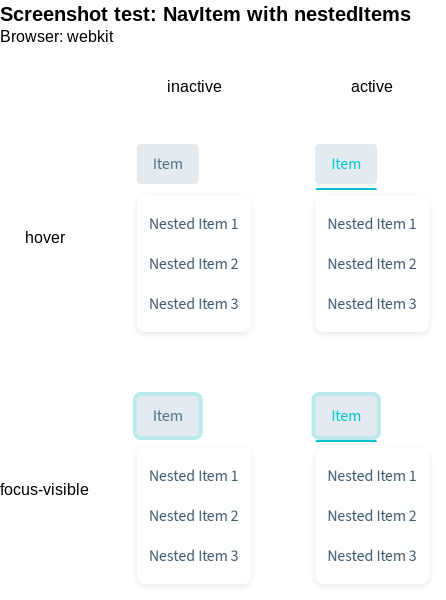 Screenshot test: NavItem with nestedItems
Browser: webkit
inactive active
Item Item
hover
Nested Item 1 Nested Item 1
Nested Item 2 Nested Item 2
Nested Item 3 Nested Item 3
Item Item
focus-visible
Nested Item 1 Nested Item 1
Nested Item 2 Nested Item 2
Nested Item 3 Nested Item 3